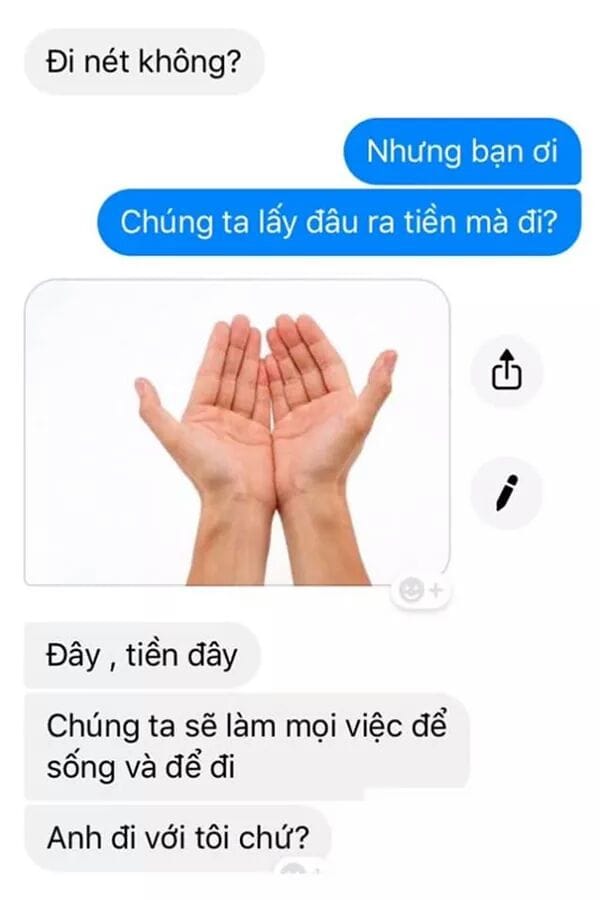 Đi nét không?
Nhưng bạn ơi
Chúng ta lấy đâu ra tiền mà đi?
Đây , tiền đây
Chúng ta sẽ làm mọi việc để
sống và để đi
Anh đi với tôi chứ?